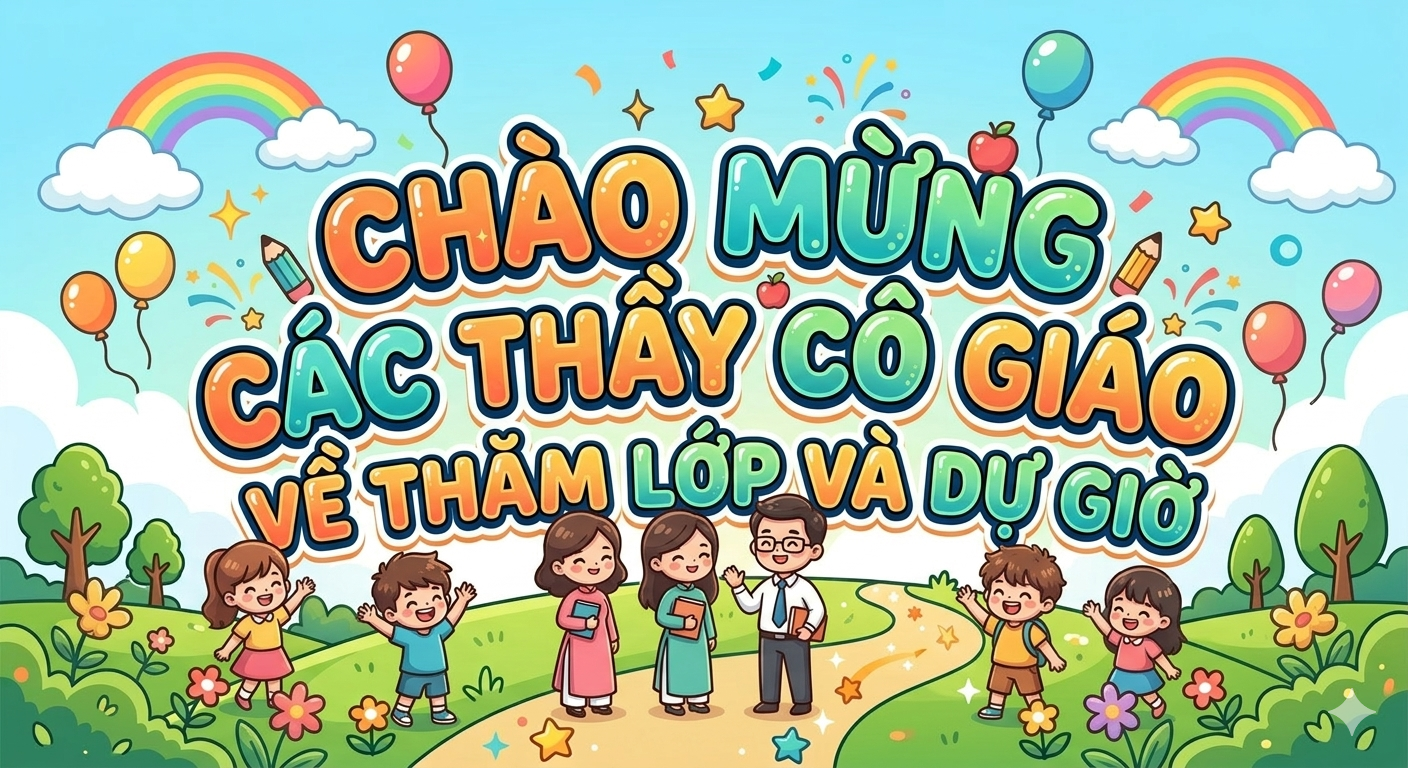 CHÀO MỪNG
CÁC THẦY CÔ GIÁO
VỀ THĂM LỚP VÀ DỰ GIỜ